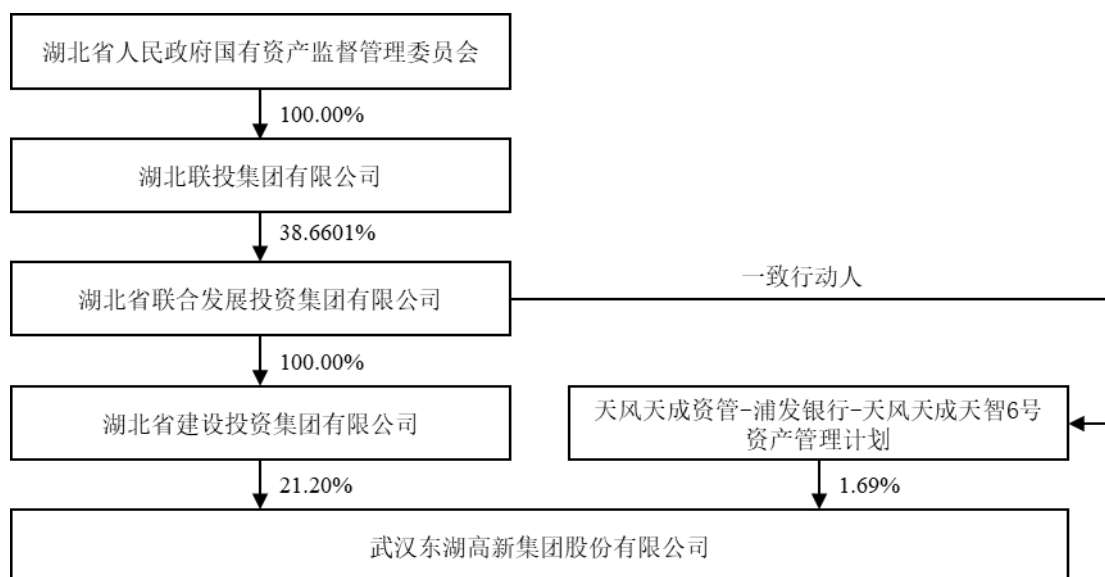 湖北省人民政府国有资产监督管理委员会
100.00%
湖北联投集团有限公司
38.6601%
湖北省联合发展投资集团有限公司
一致行动人
100.00%
湖北省建设投资集团有限公司
天风天成资管-浦发银行-天风天成天智6号
资产管理计划
21.20%
1.69%
武汉东湖高新集团股份有限公司